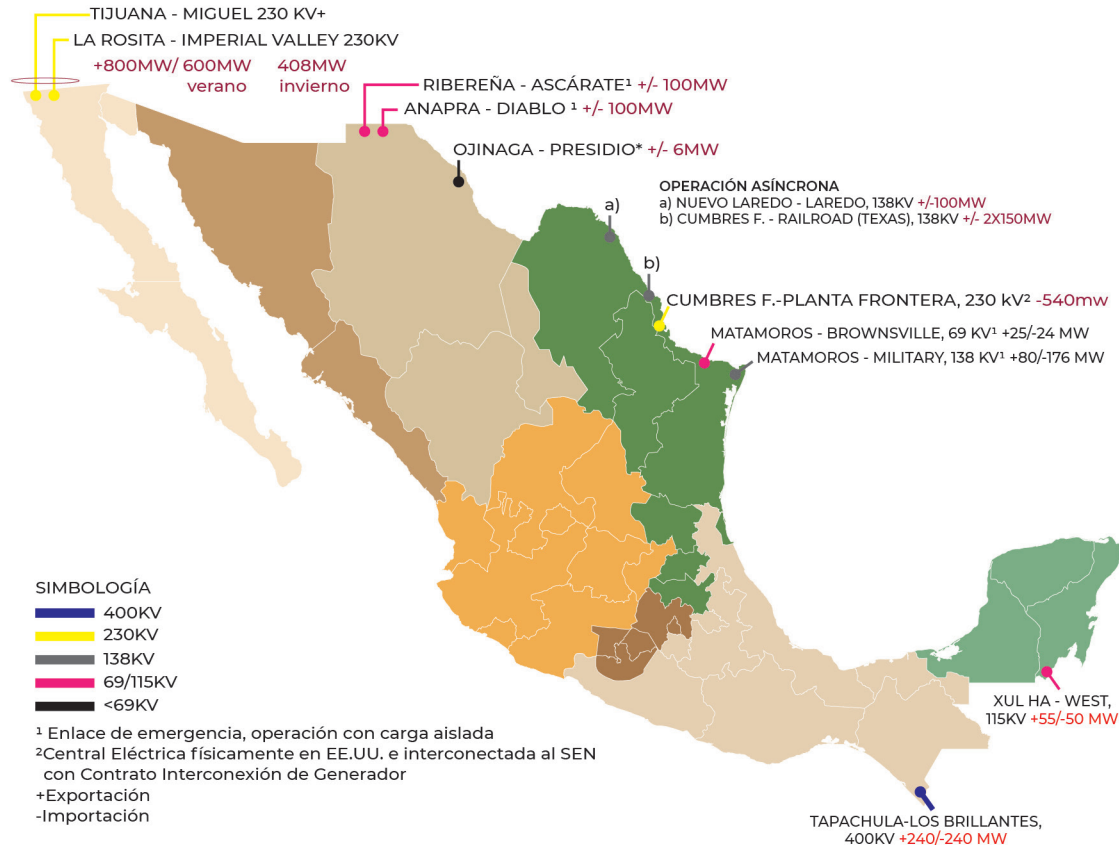 TIJUANA - MIGUEL 230 KV+
LA ROSITA - IMPERIAL VALLEY 230KV
+800MW/ 600MW 408MW
verano invierno
RIBEREÑA - ASCÁRATE¹ +/- 100MW
ANAPRA - DIABLO ¹ +/- 100MW
OJINAGA - PRESIDIO* +/- 6MW
OPERACIÓN ASÍNCRONA
a) NUEVO LAREDO - LAREDO, 138KV +/-100MW
b) CUMBRES F. - RAILROAD (TEXAS), 138KV +/- 2X150MW
a)
b)
CUMBRES F.-PLANTA FRONTERA, 230 kV² -540mw
MATAMOROS - BROWNSVILLE, 69 KV¹ +25/-24 MW
MATAMOROS - MILITARY, 138 KV¹ +80/-176 MW
SIMBOLOGÍA
400KV
230KV
138KV
69/115KV
<69KV
¹ Enlace de emergencia, operación con carga aislada
²Central Eléctrica físicamente en EE.UU. e interconectada al SEN
con Contrato Interconexión de Generador
+Exportación
-Importación
XUL HA - WEST,
115KV +55/-50 MW
TAPACHULA-LOS BRILLANTES,
400KV +240/-240 MW